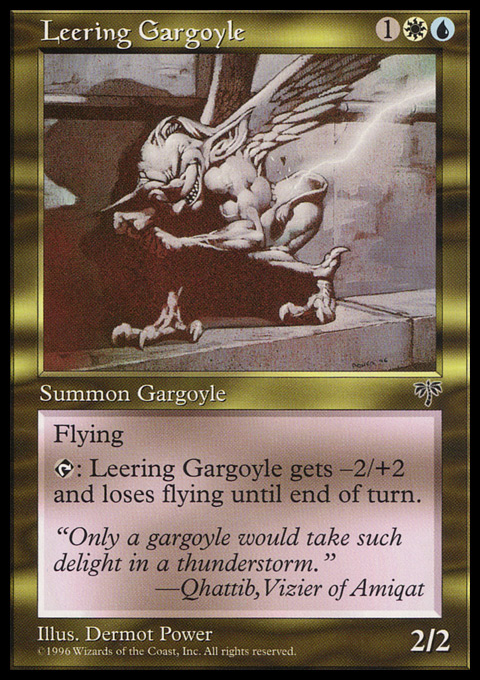 Leering Gargoyle 1
Summon Gargoyle
Flying
: Leering Gargoyle gets –2/+2
and loses flying until end of turn.
“Only a gargoyle would take such
delight in a thunderstorm.”
—Qhattib, Vizier of Amiqat
Illus. Dermot Power
©1996 Wizards of the Coast, Inc. All rights reserved.
2/2